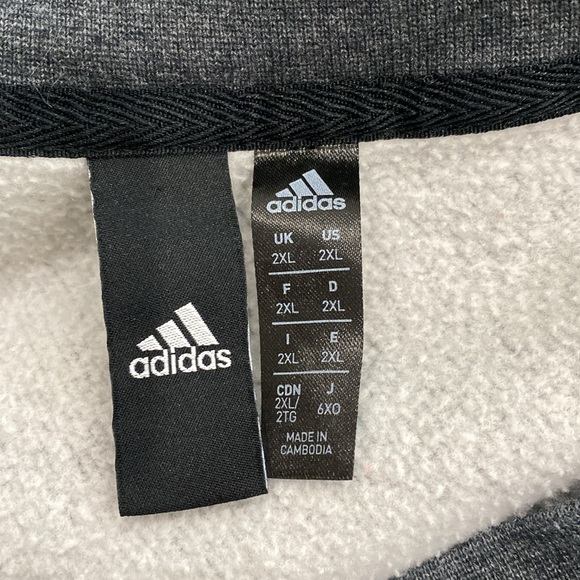 adidas
adidas
UK US
2XL 2XL
F D
2XL 2XL
I E
2XL 2XL
CDN J
2XL/ 6XO
2TG
MADE IN
CAMBODIA